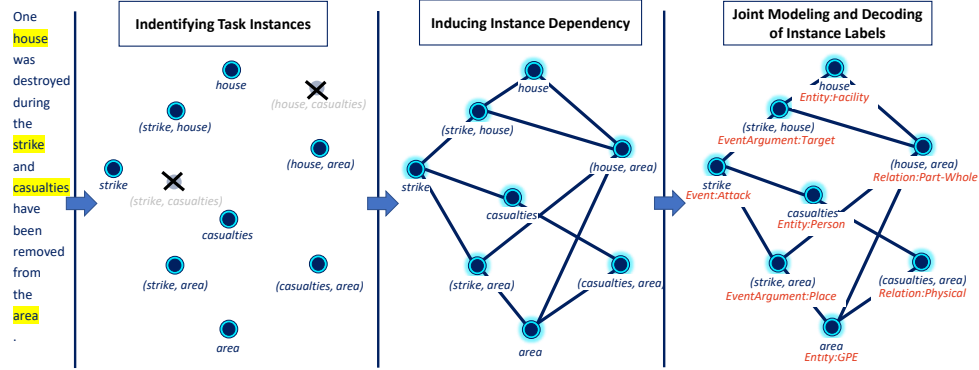 One
house
was
destroyed
during
the
strike
and
casualties
have
been
removed
from
the
area
.
Indentifying Task Instances
house
(house, casualties)
(strike, house)
(house, area)
strike
(strike, casualties)
casualties
(strike, area)
(casualties, area)
area
Inducing Instance Dependency
house
(strike, house)
(house, area)
strike
casualties
(strike, area)
(casualties, area)
area
Joint Modeling and Decoding
of Instance Labels
house
Entity:Facility
(strike, house)
EventArgument:Target
(house, area)
Relation:Part-Whole
strike
Event:Attack
casualties
Entity:Person
(strike, area)
EventArgument:Place
(casualties, area)
Relation:Physical
area
Entity:GPE